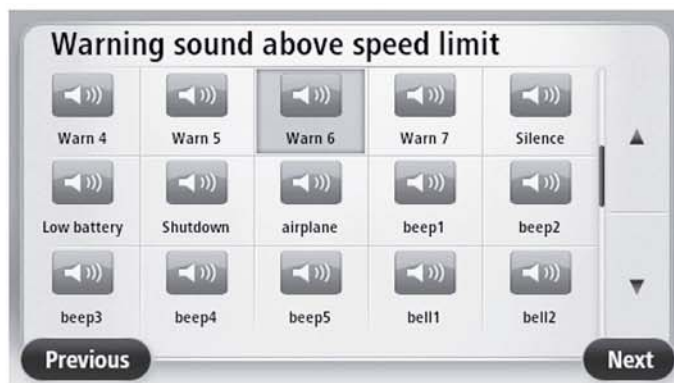 Warning sound above speed limit
Warn 4 Warn 5 Warn 6 Warn 7 Silence
Low battery Shutdown airplane beep1 beep2
beep3 beep4 beep5 bell1 bell2
Previous Next